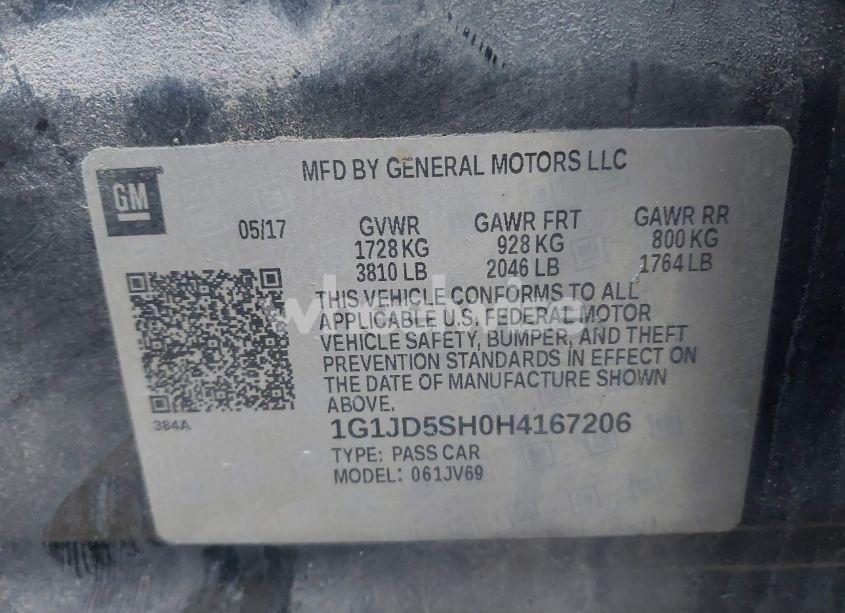 MFD BY GENERAL MOTORS LLC
GM
05/17
GVWR
1728 KG
3810 LB
GAWR FRT
928 KG
2046 LB
GAWR RR
800 KG
1764 LB
THIS VEHICLE CONFORMS TO ALL
APPLICABLE U.S. FEDERAL MOTOR
VEHICLE SAFETY, BUMPER, AND THEFT
PREVENTION STANDARDS IN EFFECT ON
THE DATE OF MANUFACTURE SHOWN
ABOVE.
384A
1G1JD5SH0H4167206
TYPE: PASS CAR
MODEL: 061JV69